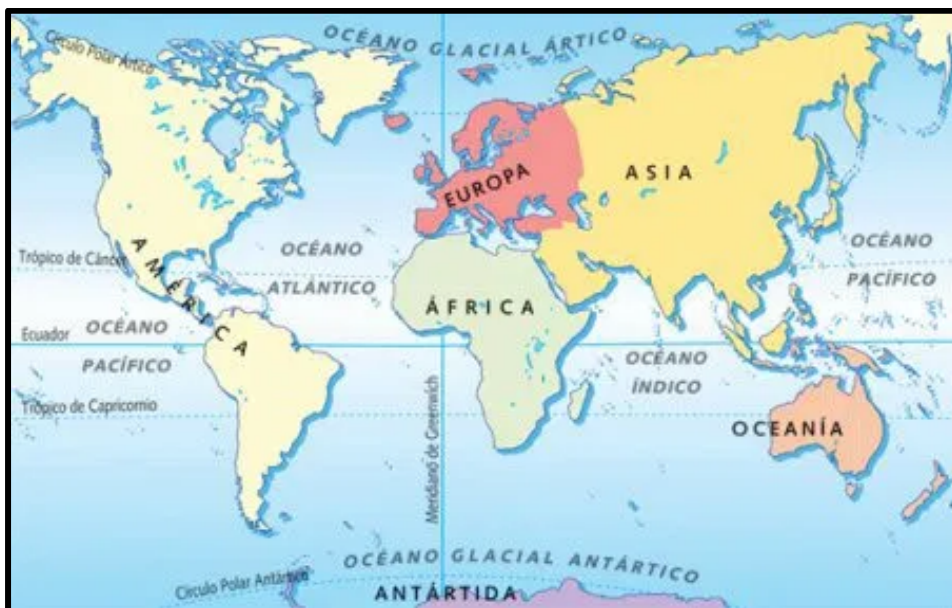 OCÉANO GLACIAL ÁRTICO
Círculo Polar Ártico
EUROPA
ASIA
AMÉRICA
OCÉANO
ATLÁNTICO
OCÉANO
PACÍFICO
Trópico de Cáncer
ÁFRICA
Ecuador
OCÉANO
PACÍFICO
OCÉANO
ÍNDICO
Trópico de Capricornio
Meridiano de Greenwich
OCEANÍA
OCÉANO GLACIAL ANTÁRTICO
Círculo Polar Antártico
ANTÁRTIDA